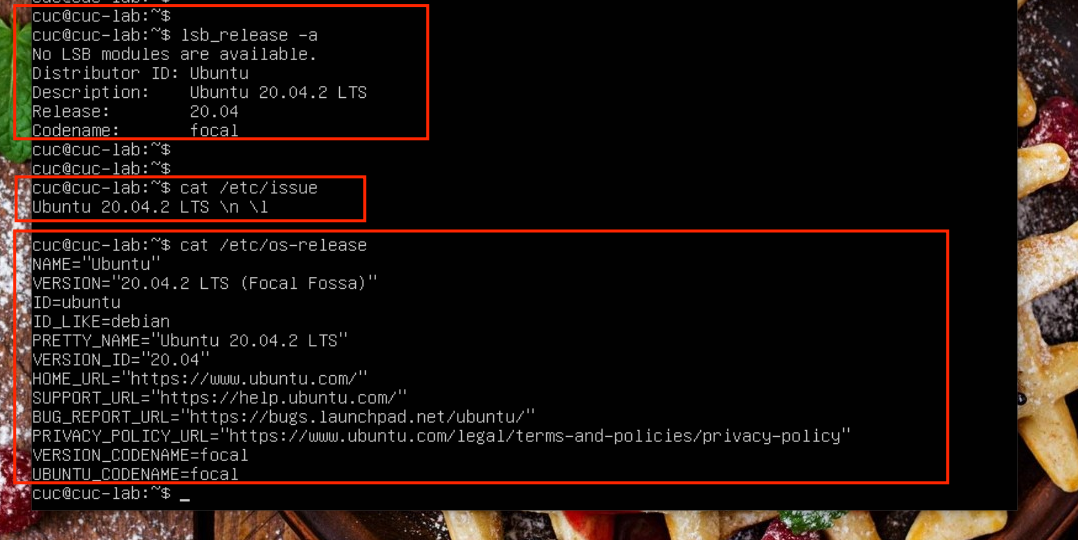 cuc@cuc-lab:~$
cuc@cuc-lab:~$ lsb_release -a
No LSB modules are available.
Distributor ID: Ubuntu
Description:    Ubuntu 20.04.2 LTS
Release:        20.04
Codename:       focal
cuc@cuc-lab:~$
cuc@cuc-lab:~$
cuc@cuc-lab:~$ cat /etc/issue
Ubuntu 20.04.2 LTS \n \l
cuc@cuc-lab:~$ cat /etc/os-release
NAME="Ubuntu"
VERSION="20.04.2 LTS (Focal Fossa)"
ID=ubuntu
ID_LIKE=debian
PRETTY_NAME="Ubuntu 20.04.2 LTS"
VERSION_ID="20.04"
HOME_URL="https://www.ubuntu.com/"
SUPPORT_URL="https://help.ubuntu.com/"
BUG_REPORT_URL="https://bugs.launchpad.net/ubuntu/"
PRIVACY_POLICY_URL="https://www.ubuntu.com/legal/terms-and-policies/privacy-policy"
VERSION_CODENAME=focal
UBUNTU_CODENAME=focal
cuc@cuc-lab:~$ _